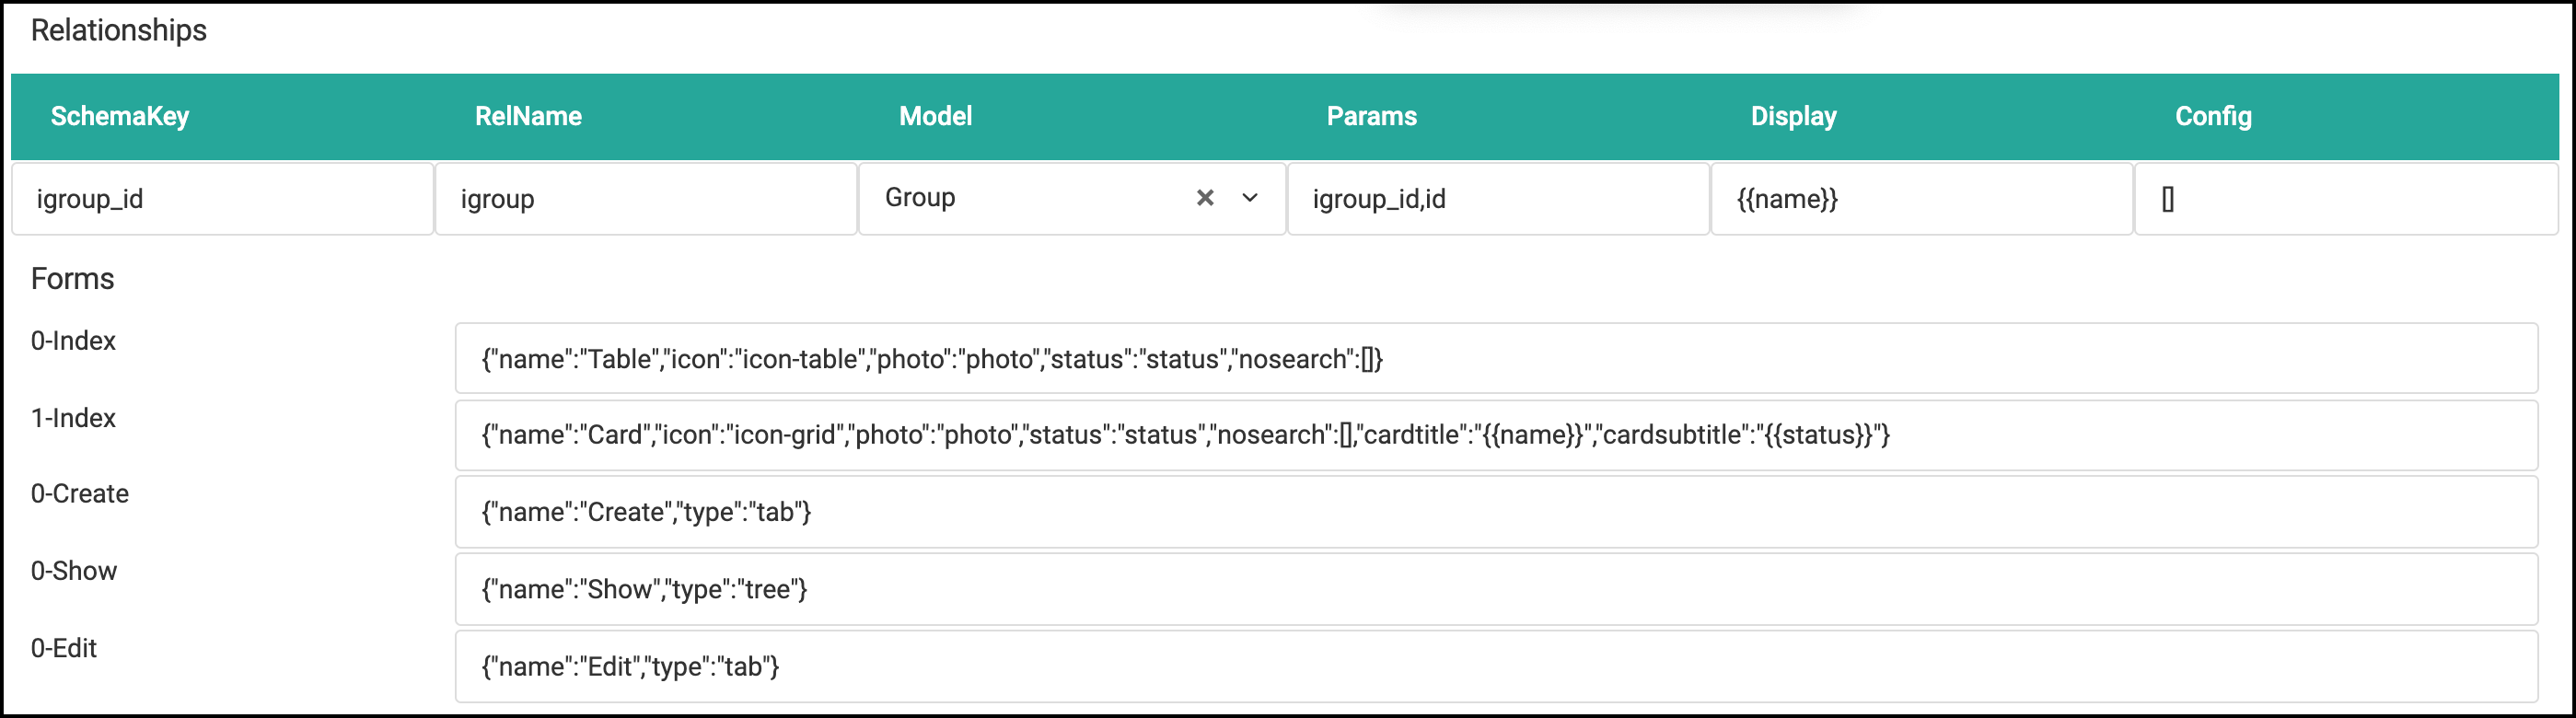 Relationships
SchemaKey RelName Model Params Display Config
igroup_id igroup Group igroup_id,id {{name}} []
Forms
0-Index {"name":"Table","icon":"icon-table","photo":"photo","status":"status","nosearch":[]}
1-Index {"name":"Card","icon":"icon-grid","photo":"photo","status":"status","nosearch":[],"cardtitle":"{{name}}","cardsubtitle":"{{status}}"}
0-Create {"name":"Create","type":"tab"}
0-Show {"name":"Show","type":"tree"}
0-Edit {"name":"Edit","type":"tab"}